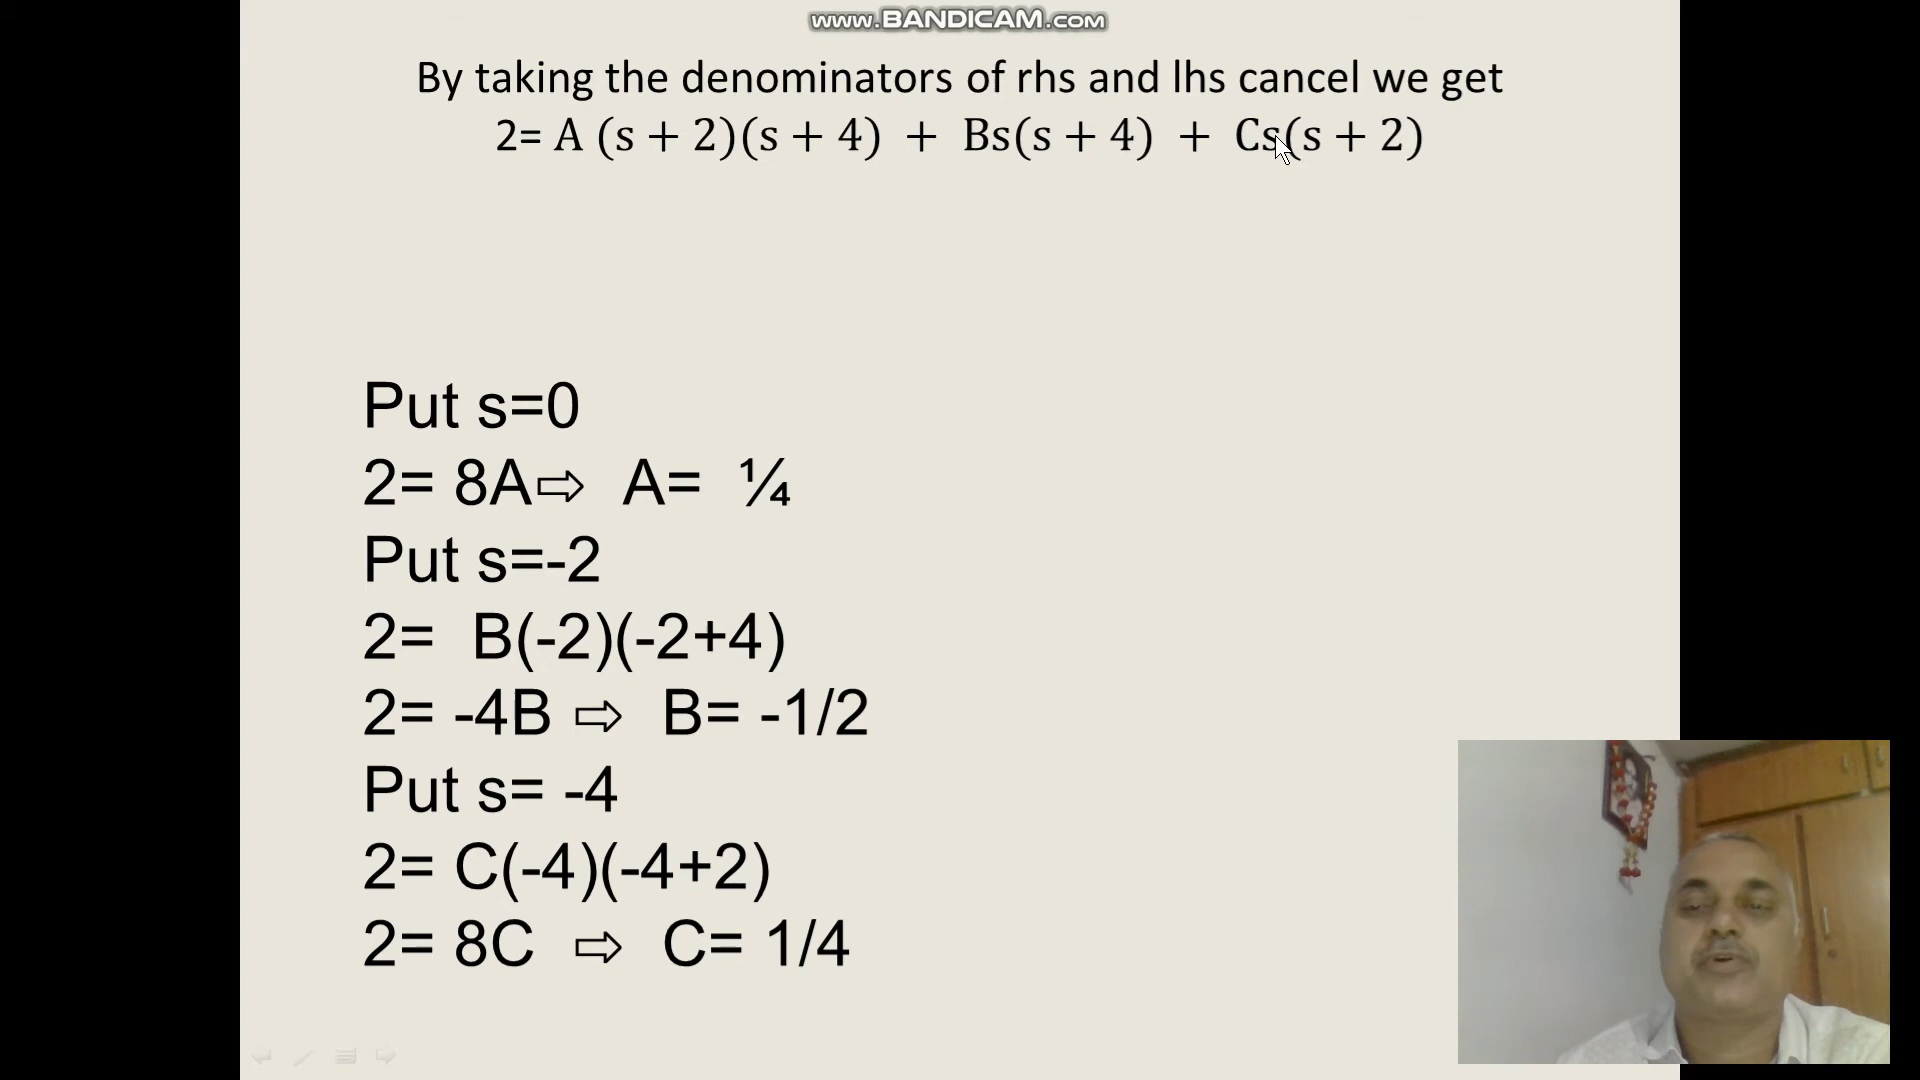 www.BANDICAM.com
By taking the denominators of rhs and lhs cancel we get
2= A (s + 2)(s + 4) + Bs(s + 4) + Cs(s + 2)
Put s=0
2= 8A⇨ A= ¼
Put s=-2
2= B(-2)(-2+4)
2= -4B ⇨ B= -1/2
Put s= -4
2= C(-4)(-4+2)
2= 8C ⇨ C= 1/4